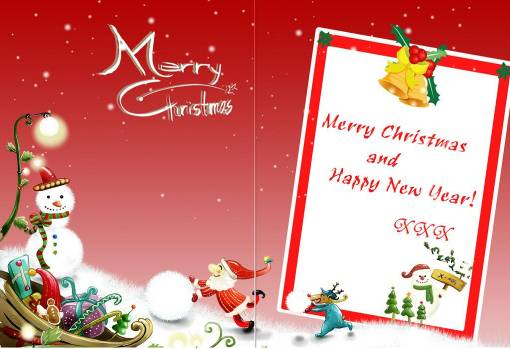 Merry
Christmas
Merry Christmas
and
Happy New Year!
XXX